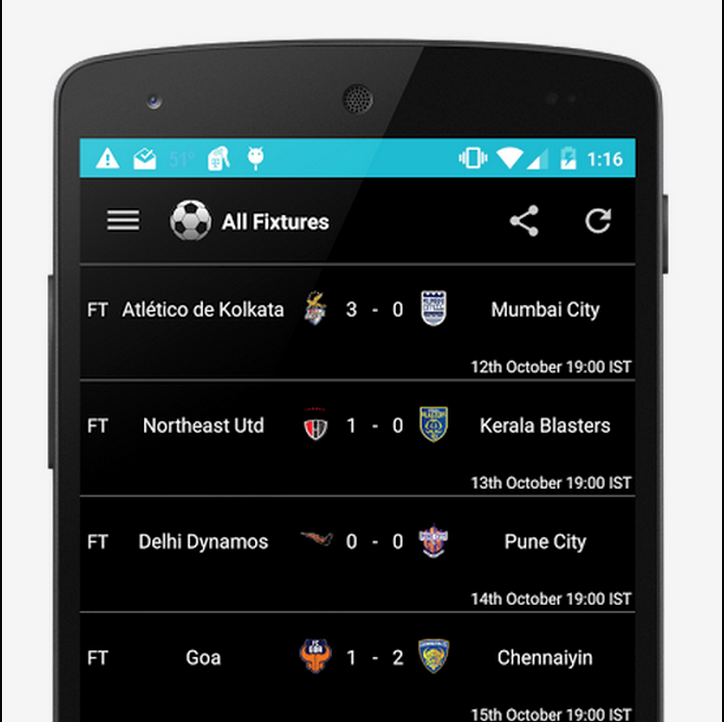 51° 1:16
All Fixtures
FT Atlético de Kolkata 3 - 0 Mumbai City
12th October 19:00 IST
FT Northeast Utd 1 - 0 Kerala Blasters
13th October 19:00 IST
FT Delhi Dynamos 0 - 0 Pune City
14th October 19:00 IST
FT Goa 1 - 2 Chennaiyin
15th October 19:00 IST